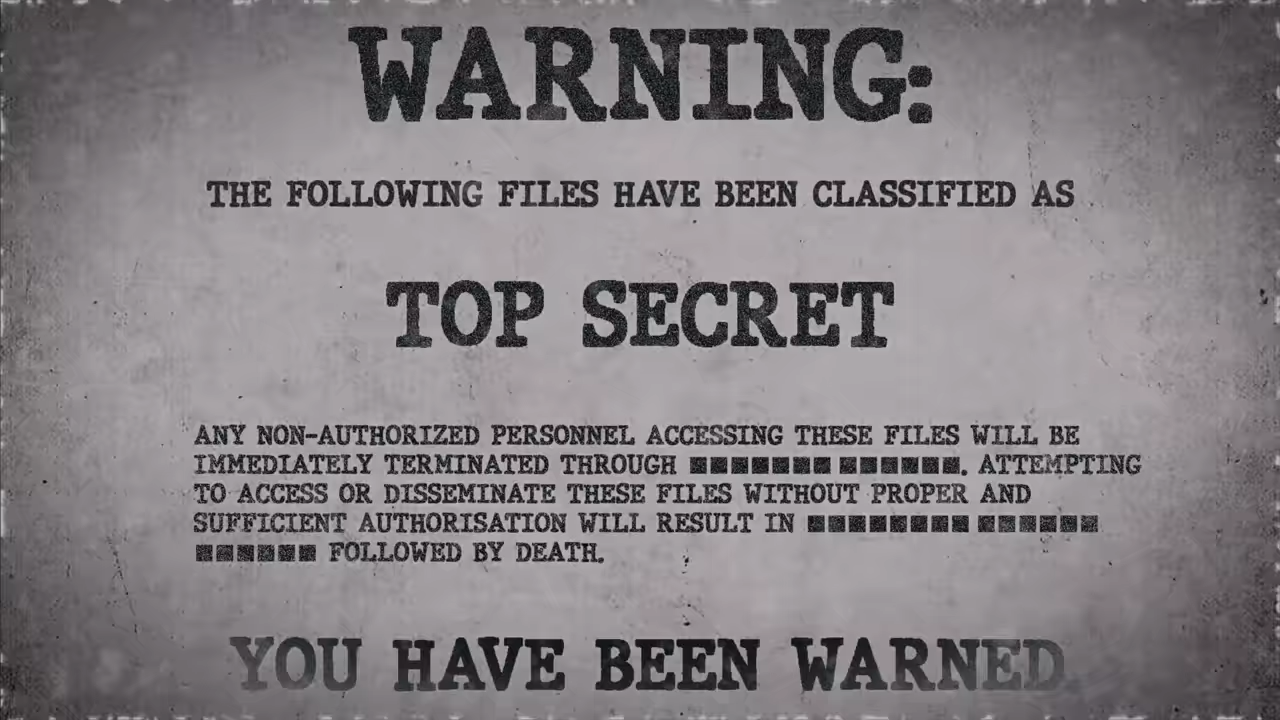 WARNING:
THE FOLLOWING FILES HAVE BEEN CLASSIFIED AS
TOP SECRET
ANY NON-AUTHORIZED PERSONNEL ACCESSING THESE FILES WILL BE
IMMEDIATELY TERMINATED THROUGH ■■■■■■■ ■■■■■■. ATTEMPTING
TO ACCESS OR DISSEMINATE THESE FILES WITHOUT PROPER AND
SUFFICIENT AUTHORISATION WILL RESULT IN ■■■■■■■■ ■■■■■■
■■■■■■ FOLLOWED BY DEATH.
YOU HAVE BEEN WARNED.